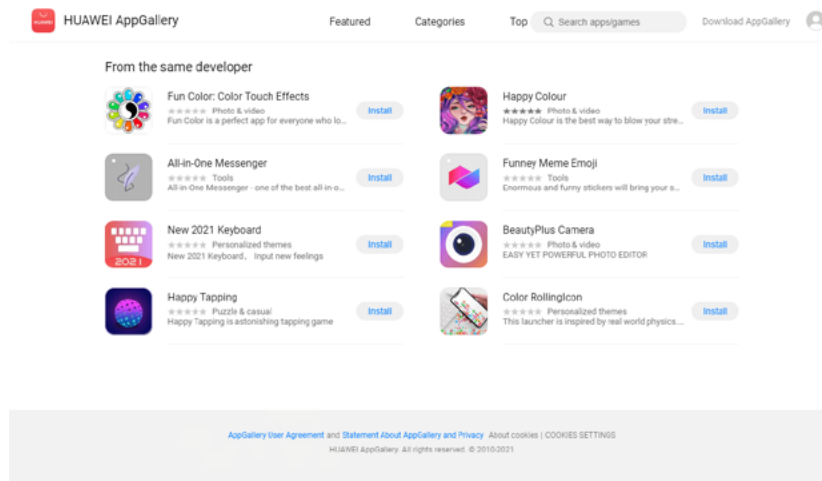 HUAWEI
HUAWEI AppGallery
Featured
Categories
Top
Search apps/games
Download AppGallery
From the same developer
Fun Color: Color Touch Effects
Photo & video
Fun Color is a perfect app for everyone who lo...
Install
Happy Colour
Photo & video
Happy Colour is the best way to blow your stre...
Install
All-in-One Messenger
Tools
All-in-One Messenger - one of the best all-in o...
Install
Funney Meme Emoji
Tools
Enormous and funny stickers will bring your s...
Install
2021
New 2021 Keyboard
Personalized themes
New 2021 Keyboard, Input new feelings
Install
BeautyPlus Camera
Photo & video
EASY YET POWERFUL PHOTO EDITOR
Install
Happy Tapping
Puzzle & casual
Happy Tapping is astonishing tapping game
Install
Color RollingIcon
Personalized themes
This launcher is inspired by real world physics....
Install
AppGallery User Agreement and Statement About AppGallery and Privacy About cookies | COOKIES SETTINGS
HUAWEI AppGallery. All rights reserved. © 2010-2021